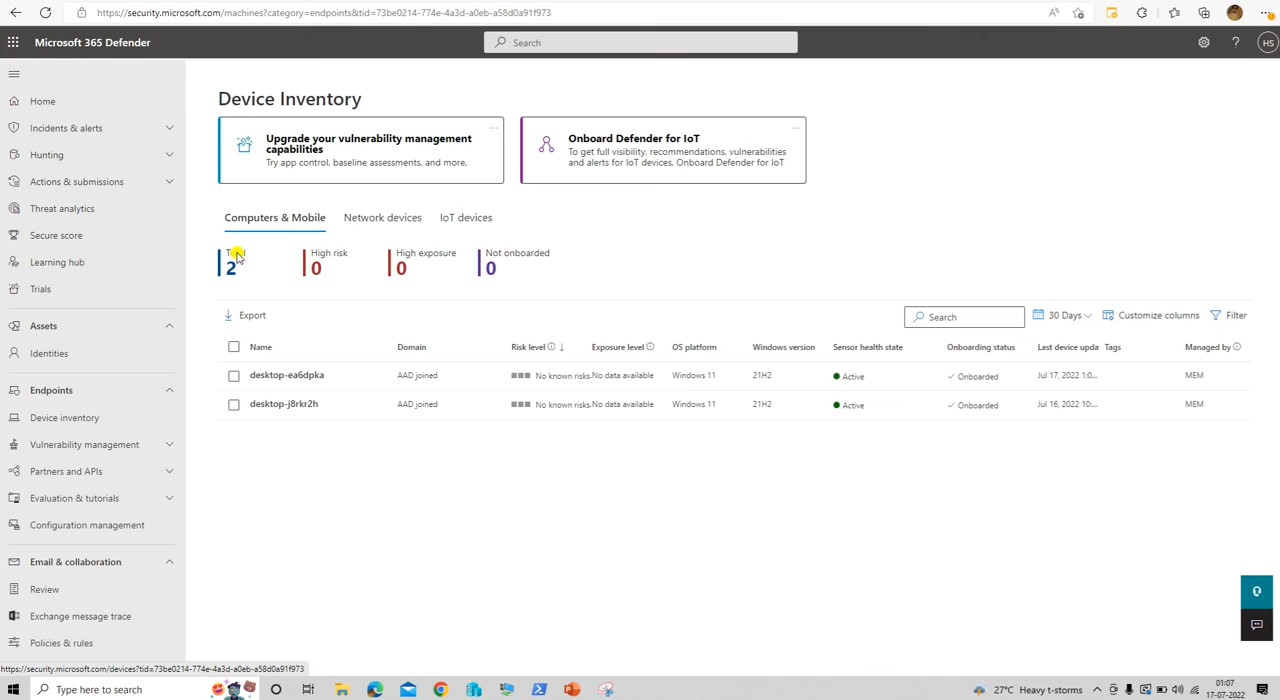 https://security.microsoft.com/machines?category=endpoints&tid=73be0214-774e-4a3d-a0eb-a58d0a91f973
Microsoft 365 Defender
Search
HS
Home
Incidents & alerts
Hunting
Actions & submissions
Threat analytics
Secure score
Learning hub
Trials
Assets
Identities
Endpoints
Device inventory
Vulnerability management
Partners and APIs
Evaluation & tutorials
Configuration management
Email & collaboration
Review
Exchange message trace
Policies & rules
Device Inventory
Upgrade your vulnerability management
capabilities
Try app control, baseline assessments, and more.
Onboard Defender for IoT
To get full visibility, recommendations, vulnerabilities
and alerts for IoT devices, Onboard Defender for IoT
Computers & Mobile Network devices IoT devices
High risk High exposure Not onboarded
2 0 0 0
Export Search 30 Days Customize columns Filter
Name Domain Risk level Exposure level OS platform Windows version Sensor health state Onboarding status Last device upda Tags Managed by
desktop-ea6dpka AAD joined No known risks. No data available Windows 11 21H2 Active Onboarded Jul 17, 2022 1:0... MEM
desktop-j8rkr2h AAD joined No known risks. No data available Windows 11 21H2 Active Onboarded Jul 16, 2022 10:... MEM
https://security.microsoft.com/devices?tid=73be0214-774e-4a3d-a0eb-a58d0a91f973
Type here to search
27°C Heavy t-storms
01:07
17-07-2022